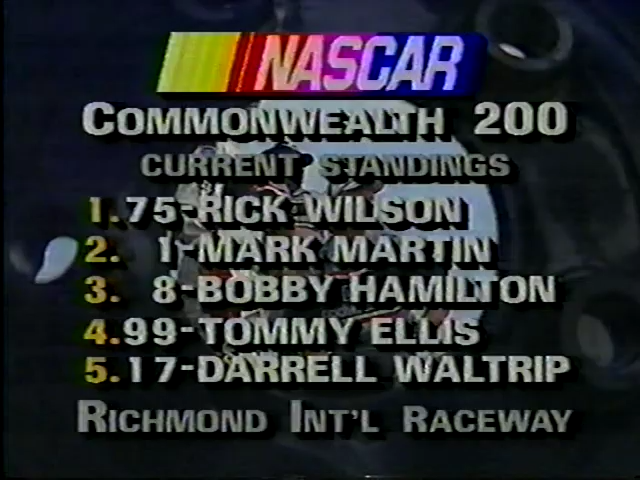 NASCAR
COMMONWEALTH 200
CURRENT STANDINGS
1. 75-RICK WILSON
2. 1-MARK MARTIN
3. 8-BOBBY HAMILTON
4. 99-TOMMY ELLIS
5. 17-DARRELL WALTRIP
RICHMOND INT'L RACEWAY